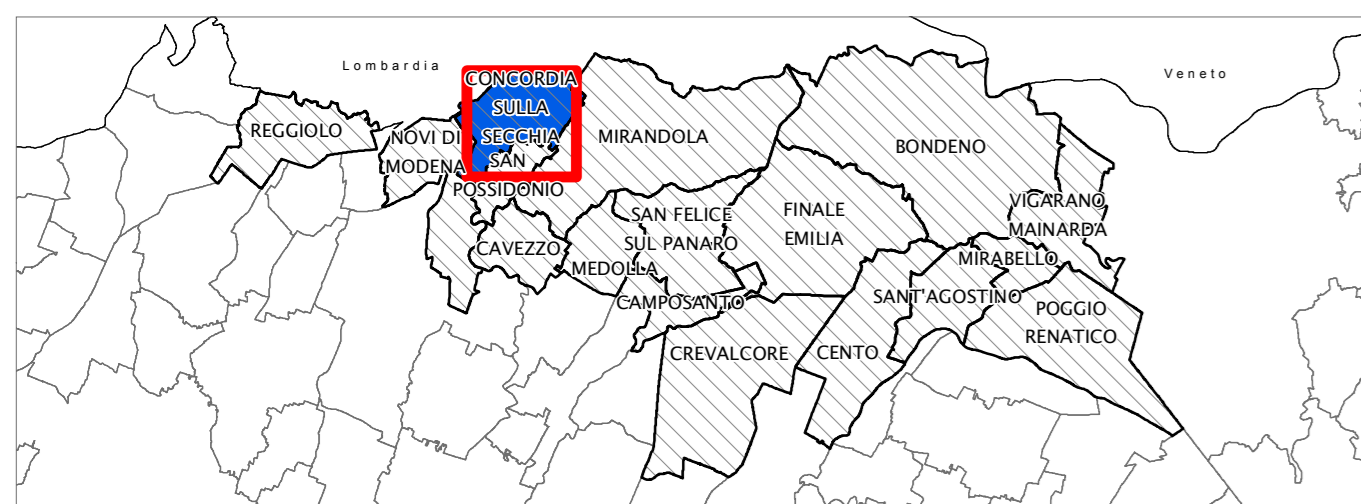 Lombardia
Veneto
CONCORDIA
SULLA
SECCHIA
REGGIOLO
NOVI DI
MODENA
SAN
POSSIDONIO
MIRANDOLA
BONDENO
CAVEZZO
MEDOLLA
SAN FELICE
SUL PANARO
CAMPOSANTO
FINALE
EMILIA
VIGARANO
MAINARDA
MIRABELLO
SANT'AGOSTINO
POGGIO
RENATICO
CREVALCORE
CENTO